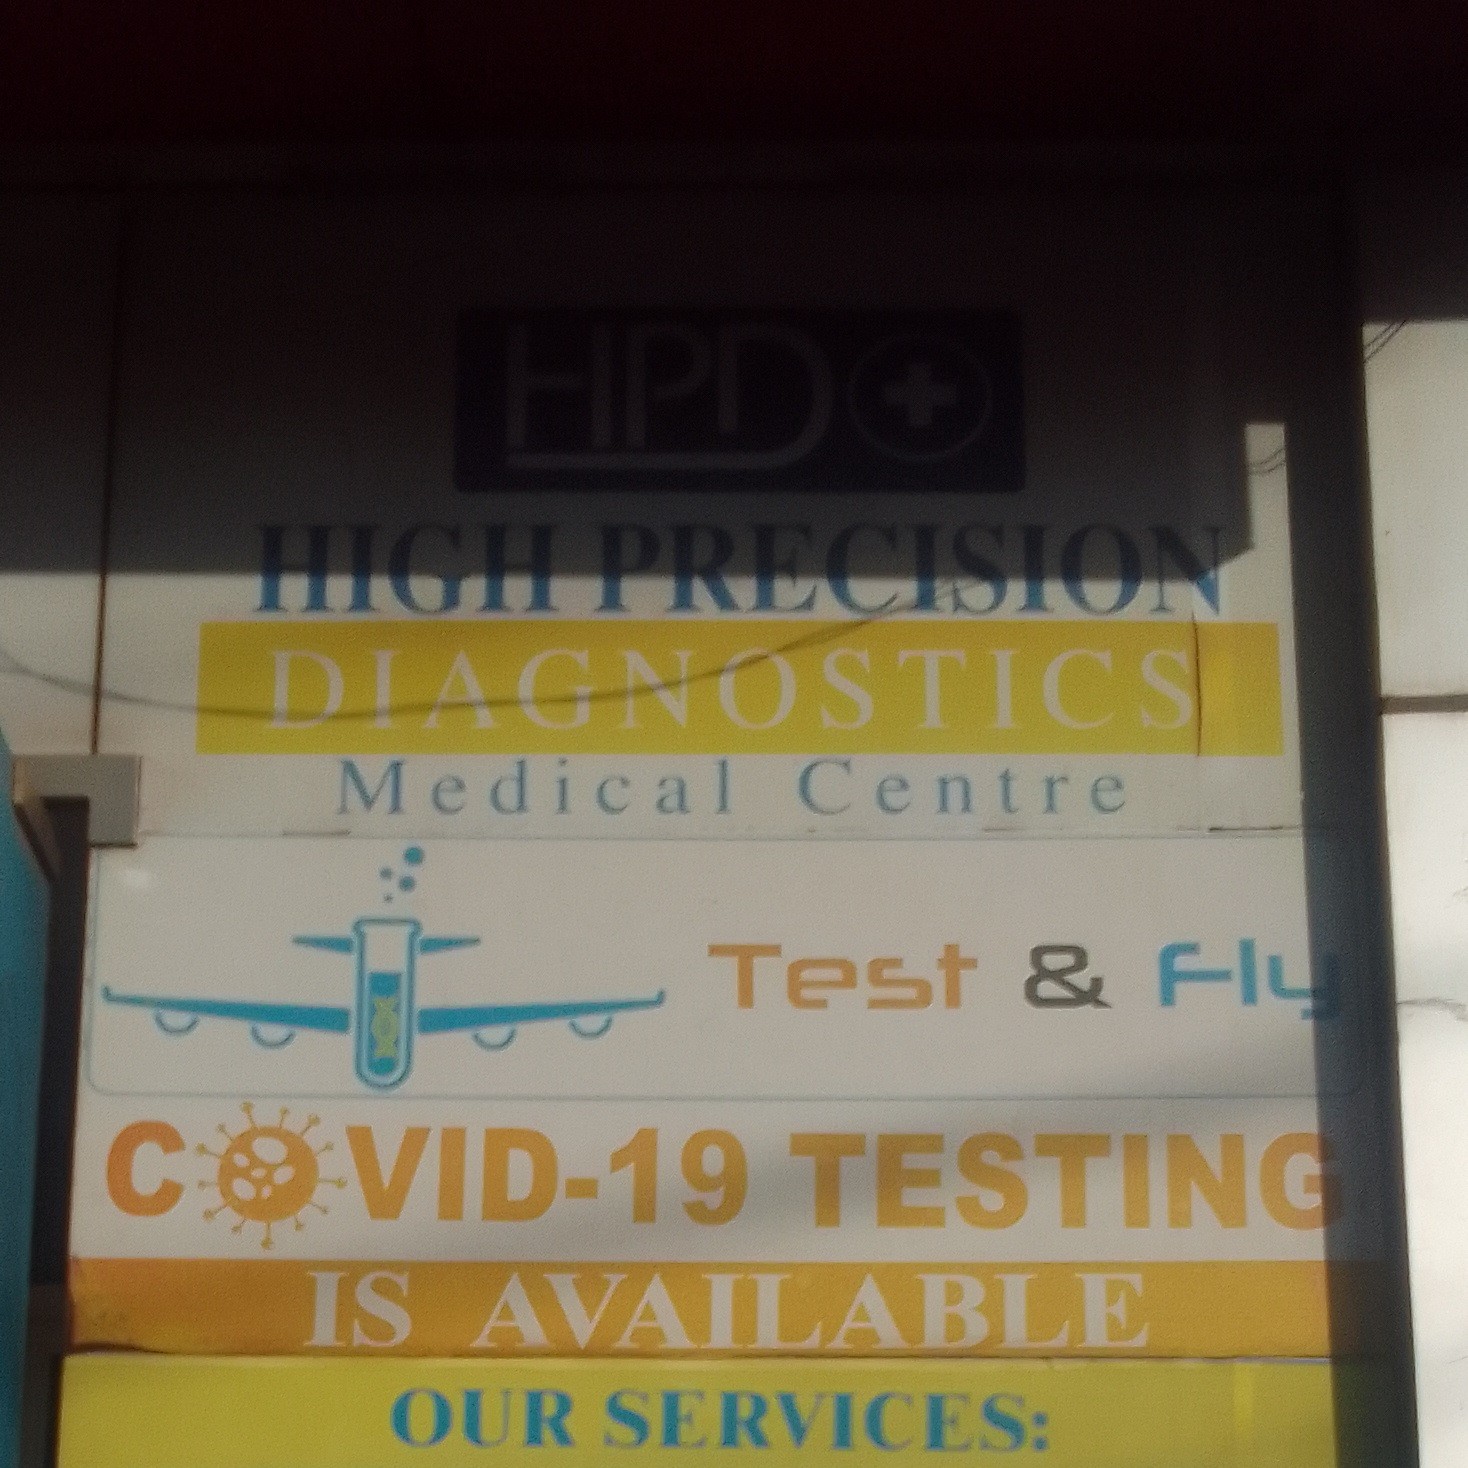 HPD
HIGH PRECISION
DIAGNOSTICS
Medical Centre
Test & Fly
COVID-19 TESTING
IS AVAILABLE
OUR SERVICES: